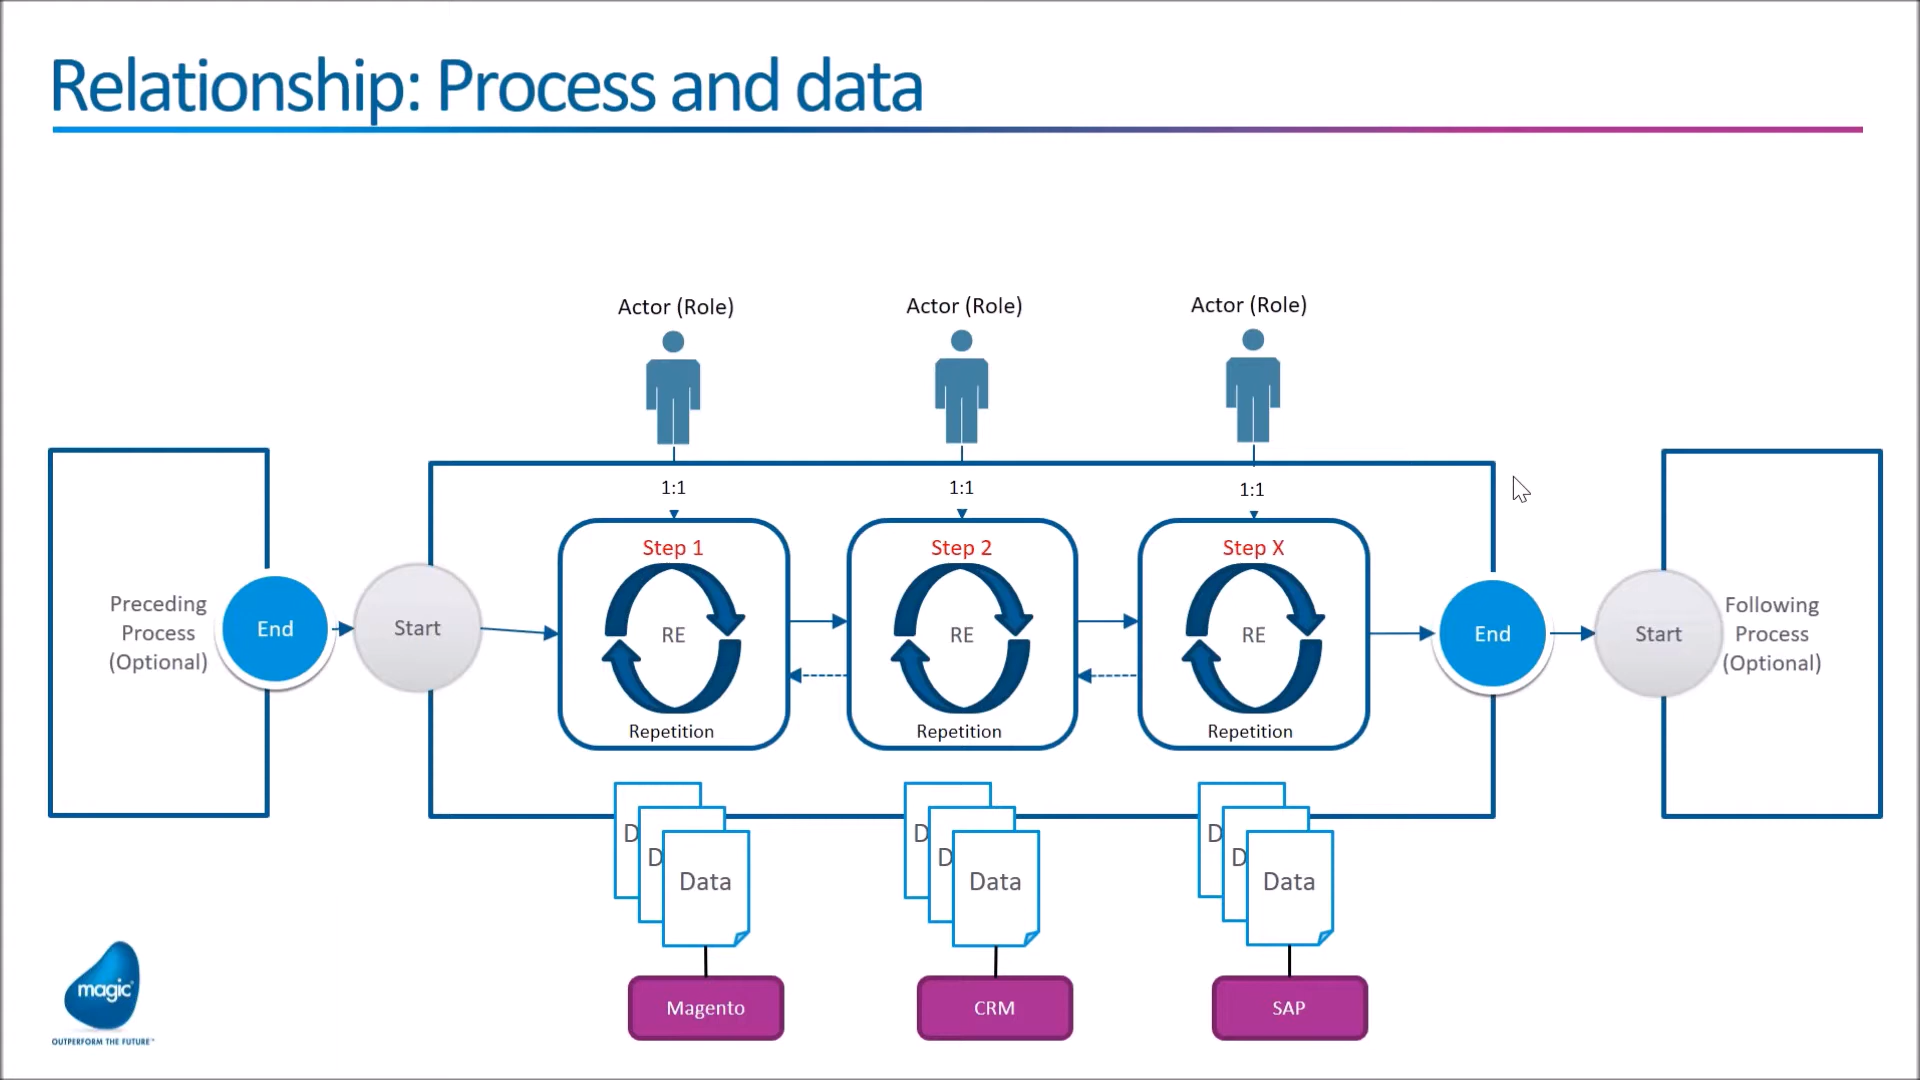 Relationship: Process and data
Actor (Role)
Actor (Role)
Actor (Role)
1:1
1:1
1:1
Step 1
Step 2
Step X
Preceding
Process
(Optional)
End
Start
RE
RE
RE
End
Start
Following
Process
(Optional)
Repetition
Repetition
Repetition
D
D
Data
D
D
Data
D
D
Data
Magento
CRM
SAP
magic
OUTPERFORM THE FUTURE™